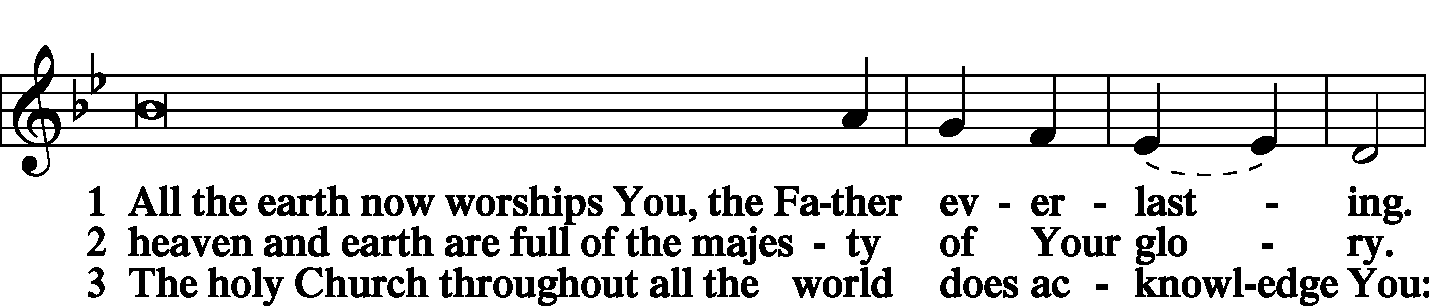 1 All the earth now worships You, the Fa-ther ev - er - last - ing.
2 heaven and earth are full of the majes - ty of Your glo - ry.
3 The holy Church throughout all the world does ac - knowl-edge You: